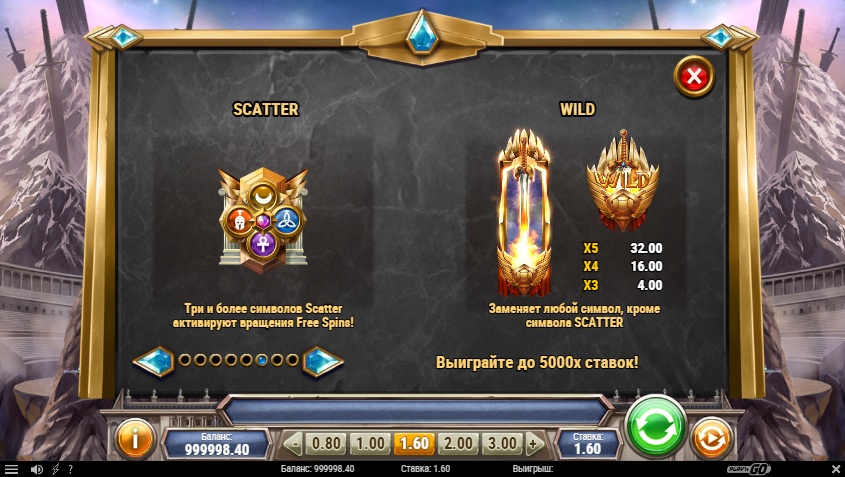 SCATTER
WILD
WILD
X5 32.00
X4 16.00
X3 4.00
Три и более символов Scatter
активируют вращения Free Spins!
Заменяет любой символ, кроме
символа SCATTER
Выиграйте до 5000x ставок!
Баланс:
999998.40
- 0.80 1.00 1.60 2.00 3.00 +
Ставка:
1.60
? Баланс: 999998.40 Ставка: 1.60 Выигрыш: PLAY'N GO